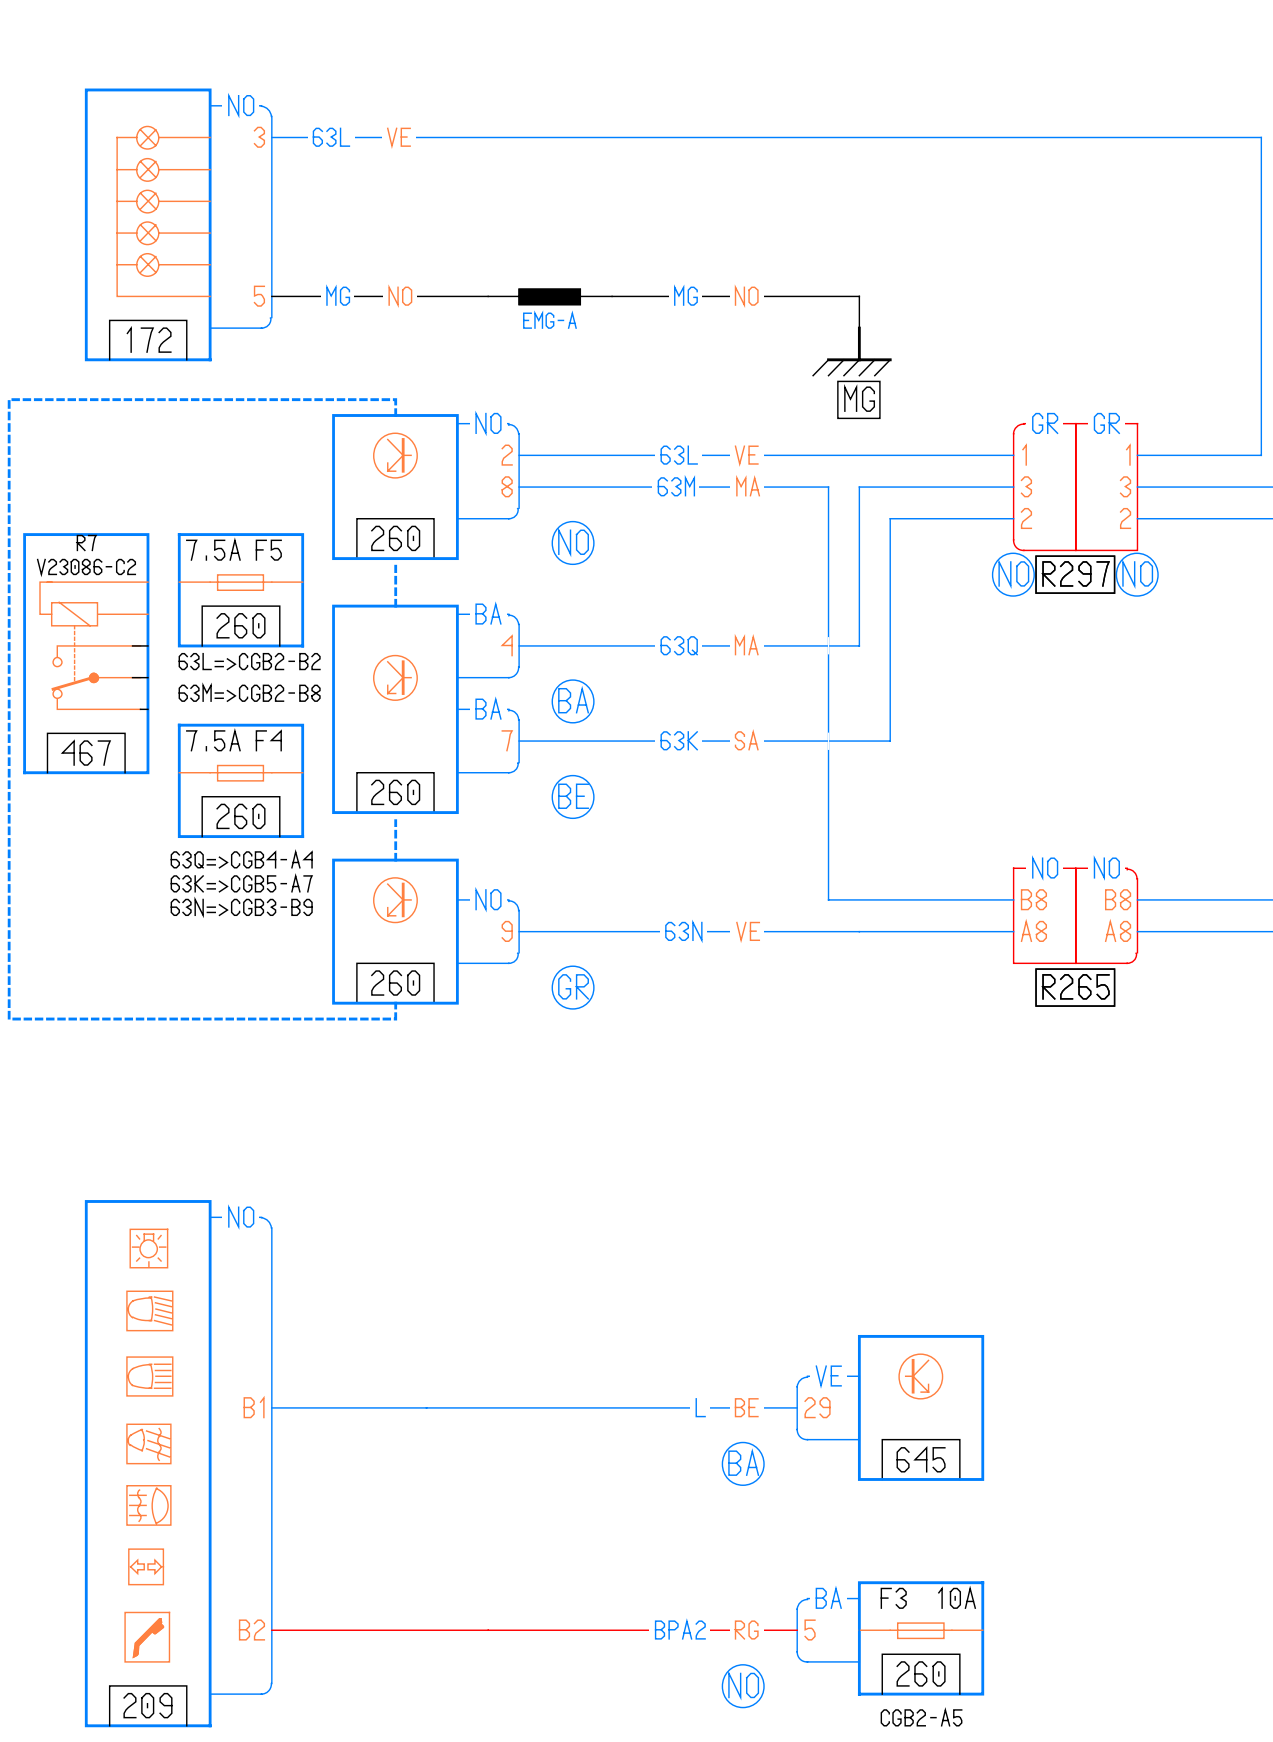 NO
3 63L VE
5 MG NO EMG-A MG NO
172
MG
NO GR GR
2 63L VE 1 1
8 63M MA 3 3
2 2
260 NO
NO R297 NO
R7
V23086-C2
467
7.5A F5
260
63L=>CGB2-B2
63M=>CGB2-B8
7.5A F4
260
63Q=>CGB4-A4
63K=>CGB5-A7
63N=>CGB3-B9
BA
4 63Q MA
BA
BA
7 63K SA
260 BE
NO NO
NO B8 B8
9 63N VE A8 A8
260 GR
R265
NO
VE
B1 L BE 29
BA 645
BA F3 10A
B2 BPA2 RG 5
NO 260
209 CGB2-A5